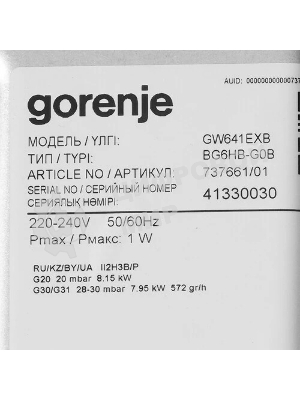 AUID: 0000000000000737
gorenje
МОДЕЛЬ / ҮЛГІ: GW641EXB
ТИП / TYPI: BG6HB-G0B
ARTICLE NO / АРТИКУЛ: 737661/01
SERIAL NO / СЕРИЙНЫЙ НОМЕР 41330030
СЕРИЯЛЫҚ НӨМІРІ:
220-240V 50/60Hz
Pmax / Рмакс: 1 W
RU/KZ/BY/UA II2H3B/P
G20 20 mbar 8.15 kW
G30/G31 28-30 mbar 7.95 kW 572 gr/h